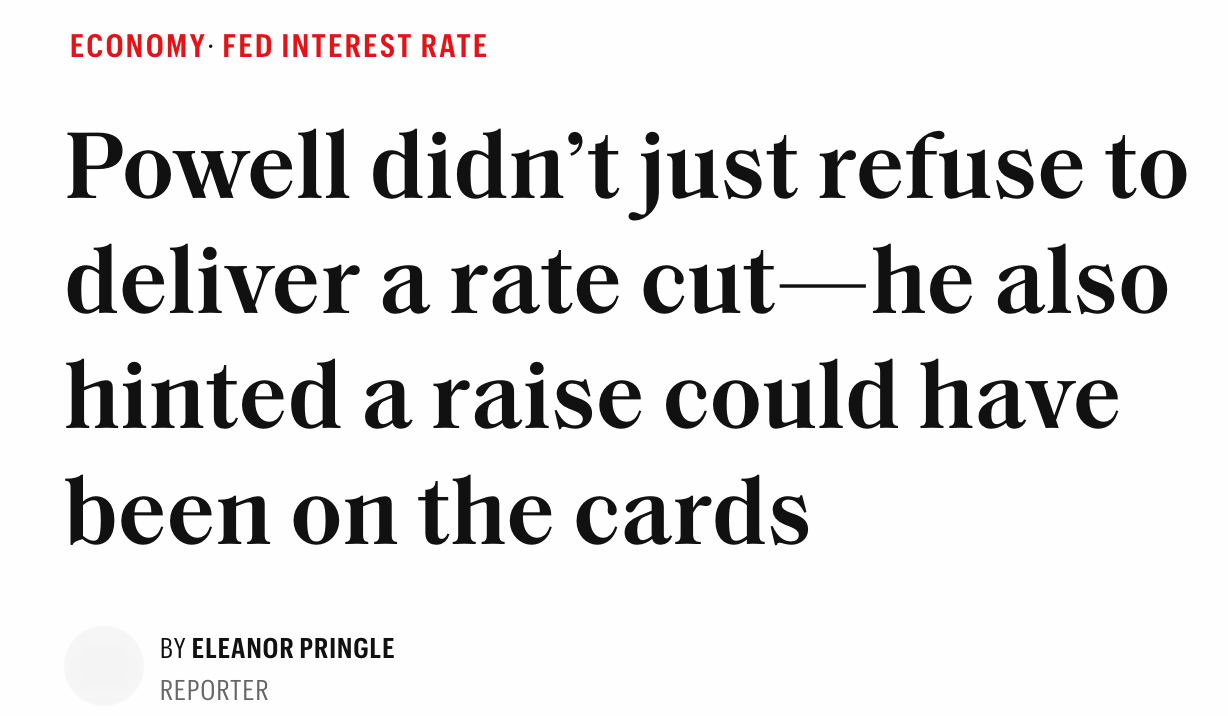 ECONOMY· FED INTEREST RATE
Powell didn’t just refuse to
deliver a rate cut—he also
hinted a raise could have
been on the cards
BY ELEANOR PRINGLE
REPORTER